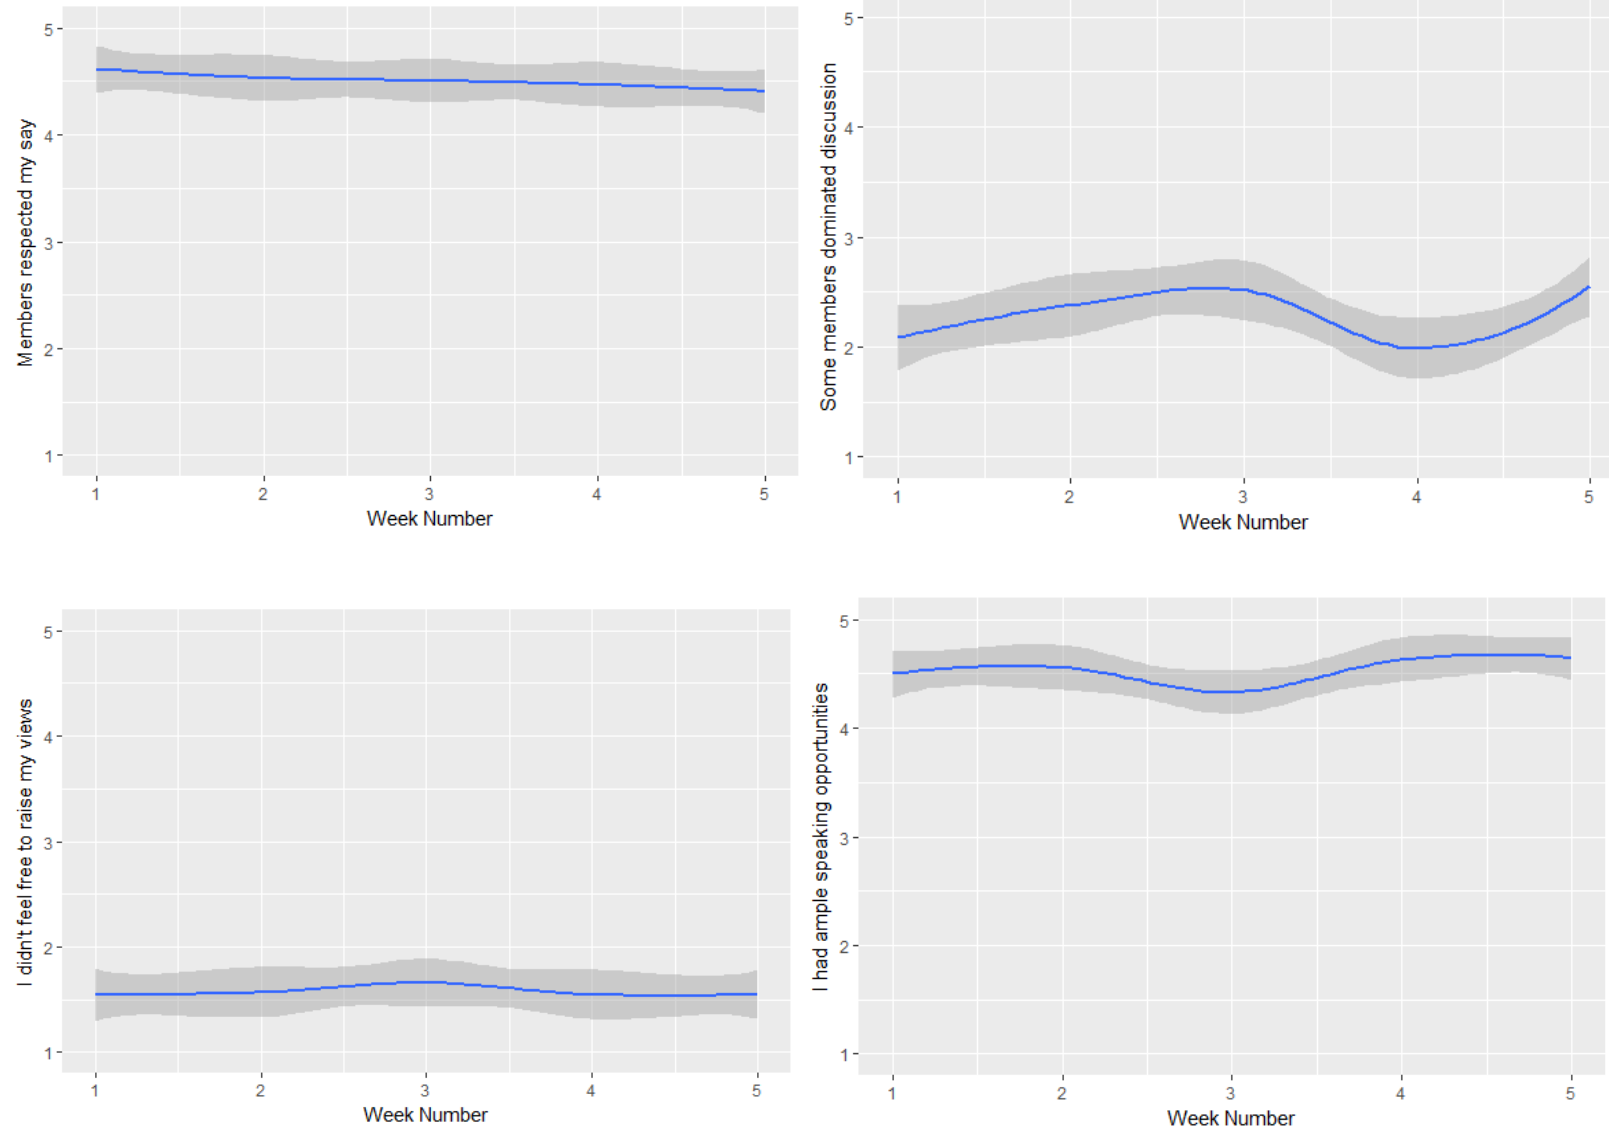 Members respected my say
5
4
3
2
1
1 2 3 4 5
Week Number
Some members dominated discussion
5
4
3
2
1
1 2 3 4 5
Week Number
I didn't feel free to raise my views
5
4
3
2
1
1 2 3 4 5
Week Number
I had ample speaking opportunities
5
4
3
2
1
1 2 3 4 5
Week Number